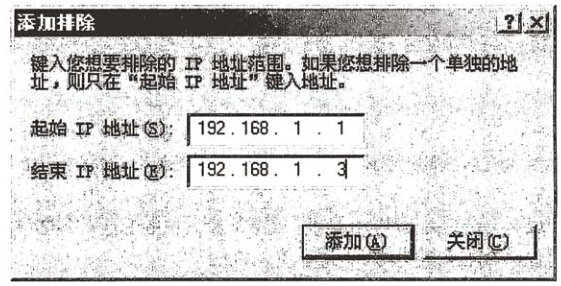 添加排除
键入您想要排除的 IP 地址范围。如果您想排除一个单独的地
址，则只在“起始 IP 地址”键入地址。
起始 IP 地址(S): 192 . 168 . 1 . 1
结束 IP 地址(E): 192 . 168 . 1 . 3
添加(A) 关闭(C)